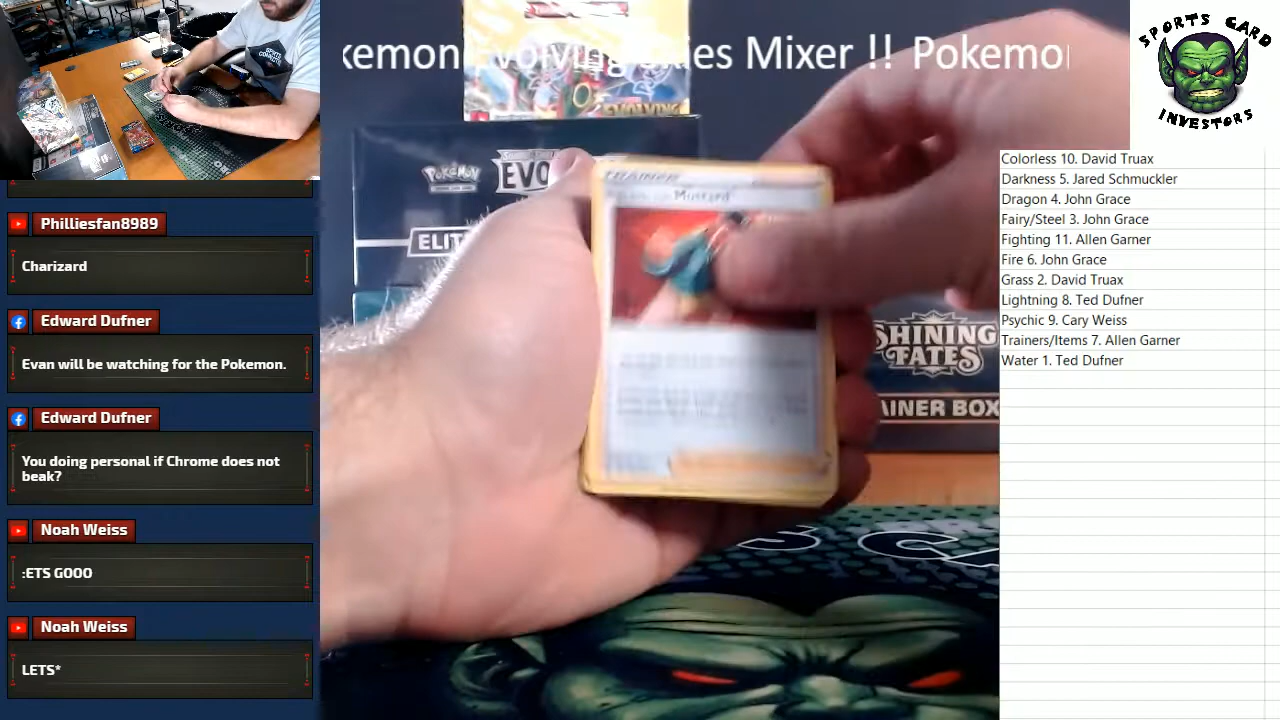 kemon Evolving Skies Mixer !! Pokemo
SPORTS CARD
INVESTORS
EVOLVING
Pokémon
EVO
ELIT
SHINING
FATES
AINER BOX
TRAINER
Mustard
Phillies​fan8989
Charizard
Edward Dufner
Evan will be watching for the Pokemon.
Edward Dufner
You doing personal if Chrome does not
beak?
Noah Weiss
:ETS GOOO
Noah Weiss
LETS*
Colorless 10. David Truax
Darkness 5. Jared Schmuckler
Dragon 4. John Grace
Fairy/Steel 3. John Grace
Fighting 11. Allen Garner
Fire 6. John Grace
Grass 2. David Truax
Lightning 8. Ted Dufner
Psychic 9. Cary Weiss
Trainers/Items 7. Allen Garner
Water 1. Ted Dufner